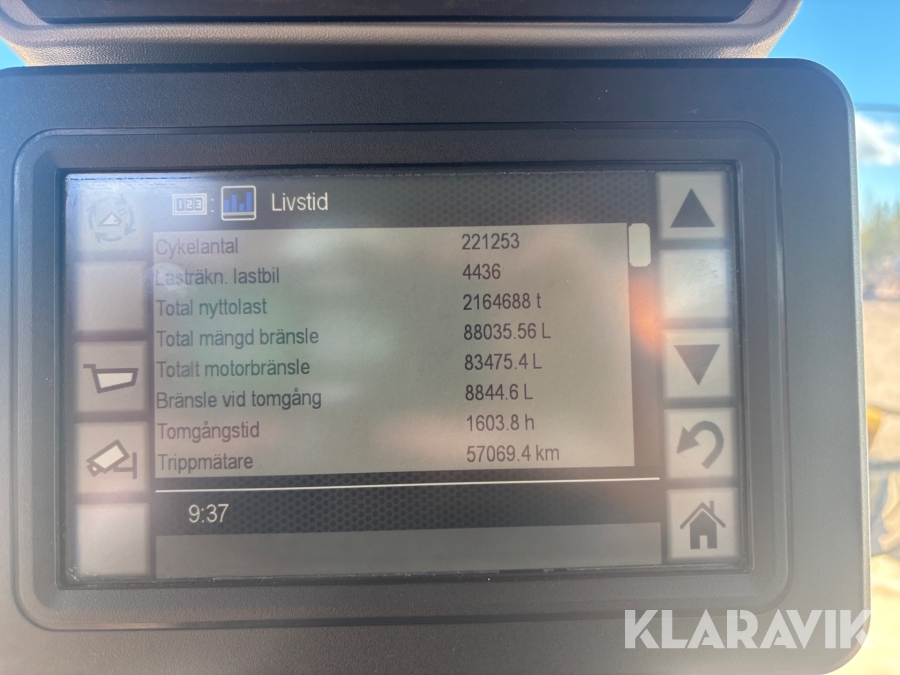 123: Livstid
Cykelantal 221253
Lasträkn. lastbil 4436
Total nyttolast 2164688 t
Total mängd bränsle 88035.56 L
Totalt motorbränsle 83475.4 L
Bränsle vid tomgång 8844.6 L
Tomgångstid 1603.8 h
Trippmätare 57069.4 km
9:37
KLARAVIK